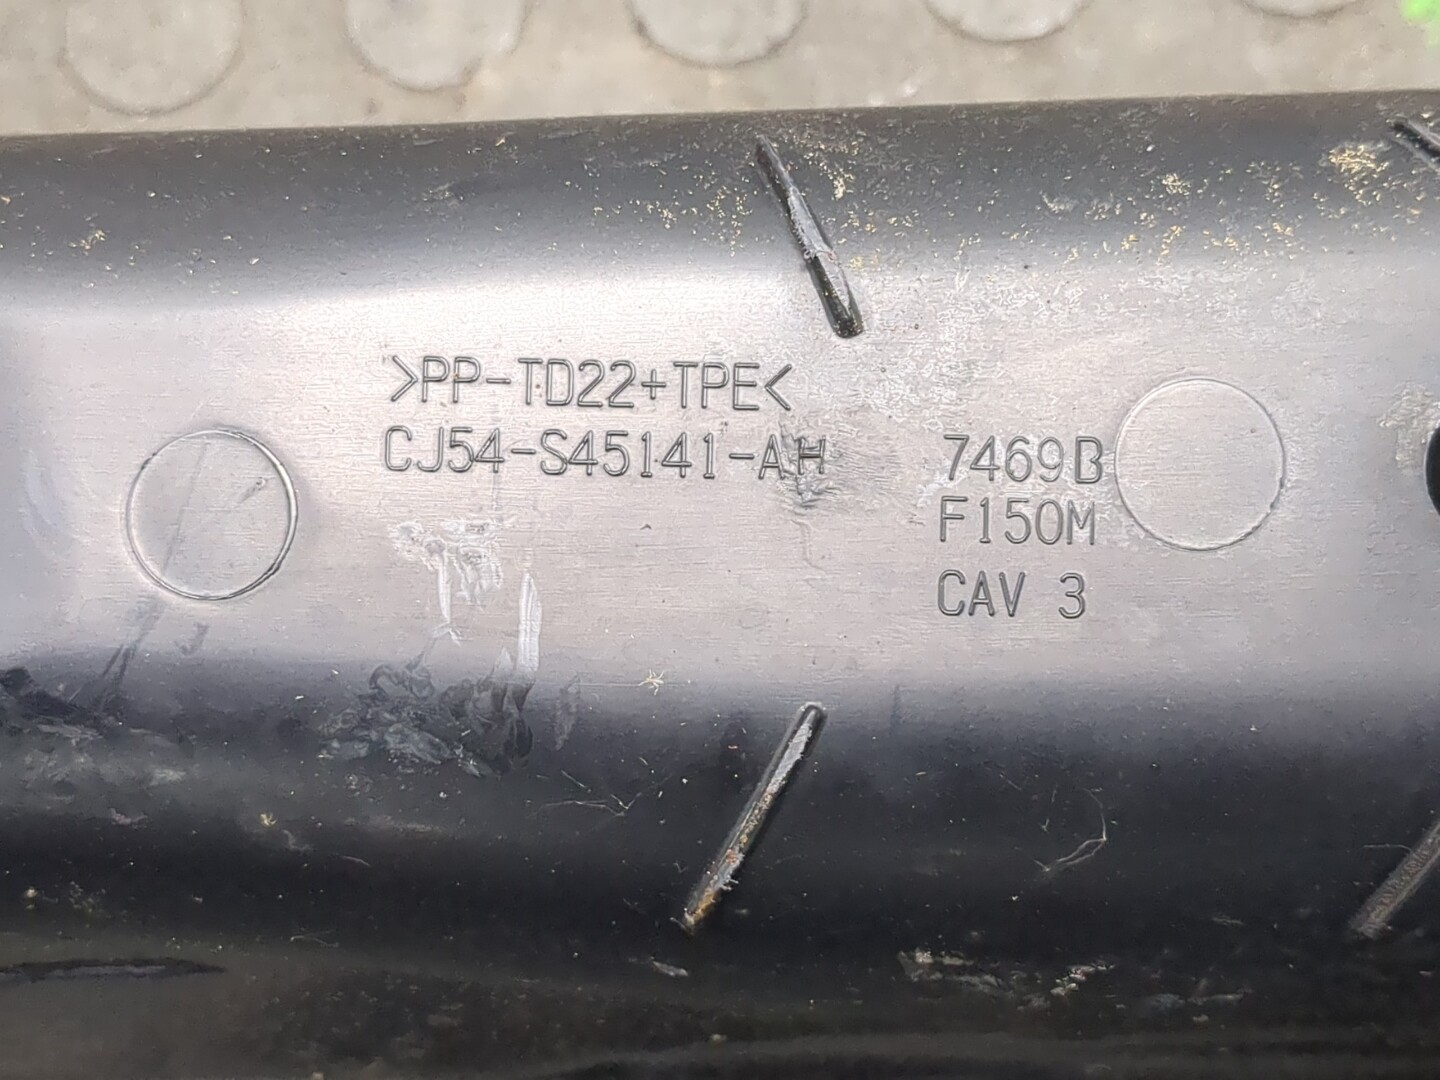 >PP-TD22+TPE<
CJ54-S45141-AH
7469B
F150M
CAV 3